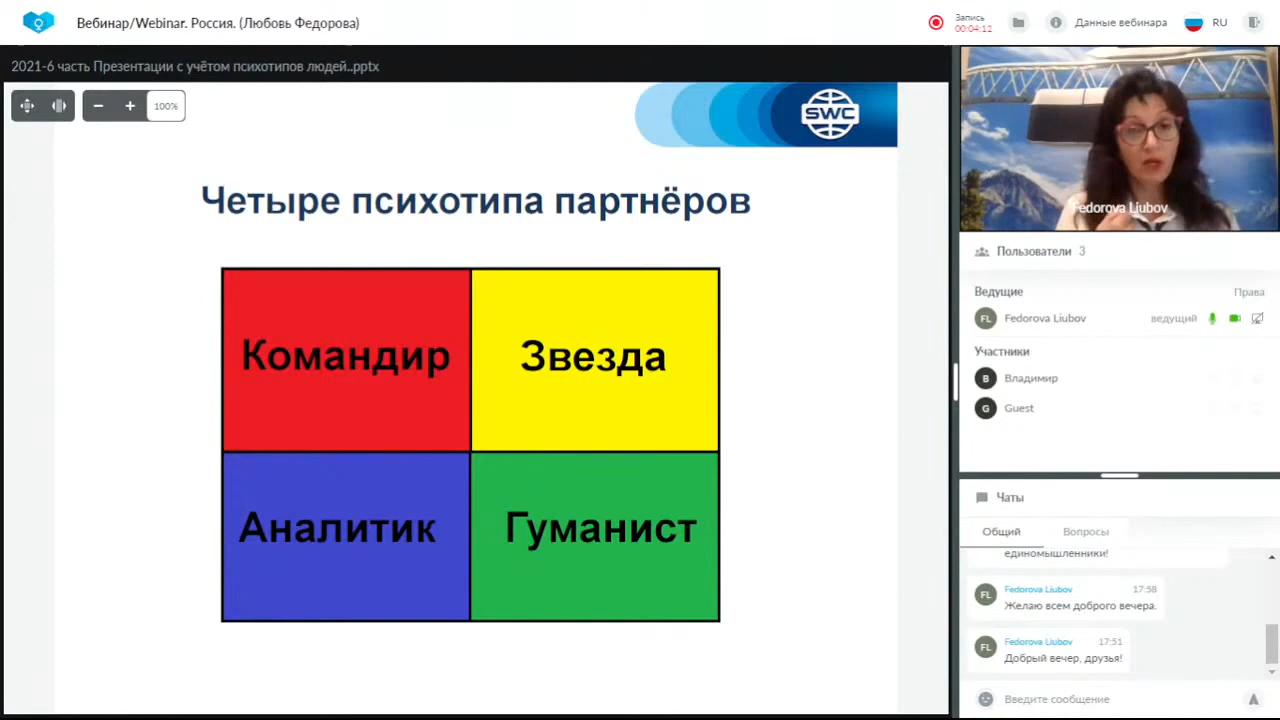 Вебинар/Webinar. Россия. (Любовь Федорова)
Запись
00:04:12
Данные вебинара
RU
2021-6 часть Презентации с учётом психотипов людей..pptx
100%
SWC
Четыре психотипа партнёров
Командир
Звезда
Аналитик
Гуманист
Fedorova Liubov
Пользователи 3
Ведущие Права
FL Fedorova Liubov ведущий
Участники
В Владимир
G Guest
Чаты
Общий Вопросы
единомышленники!
FL Fedorova Liubov 17:58
Желаю всем доброго вечера.
FL Fedorova Liubov 17:51
Добрый вечер, друзья!
Введите сообщение